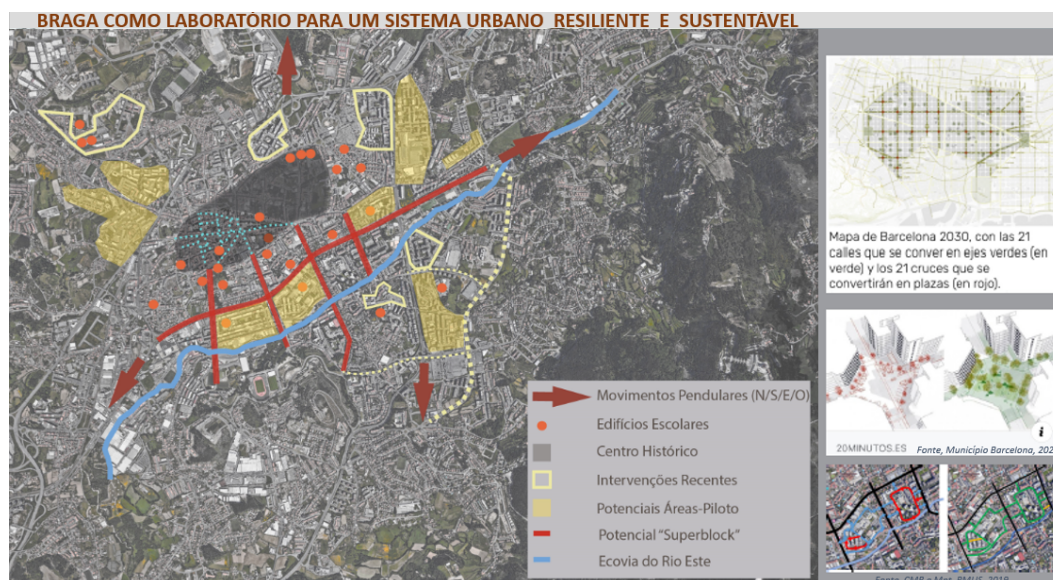 BRAGA COMO LABORATÓRIO PARA UM SISTEMA URBANO RESILIENTE E SUSTENTÁVEL
Movimentos Pendulares (N/S/E/O)
Edifícios Escolares
Centro Histórico
Intervenções Recentes
Potenciais Áreas-Piloto
Potencial “Superblock”
Ecovia do Rio Este
Mapa de Barcelona 2030, con las 21
calles que se conver en ejes verdes (en
verde) y los 21 cruces que se
convertirán en plazas (en rojo).
i
20MINUTOS.ES
Fonte, Município Barcelona, 202